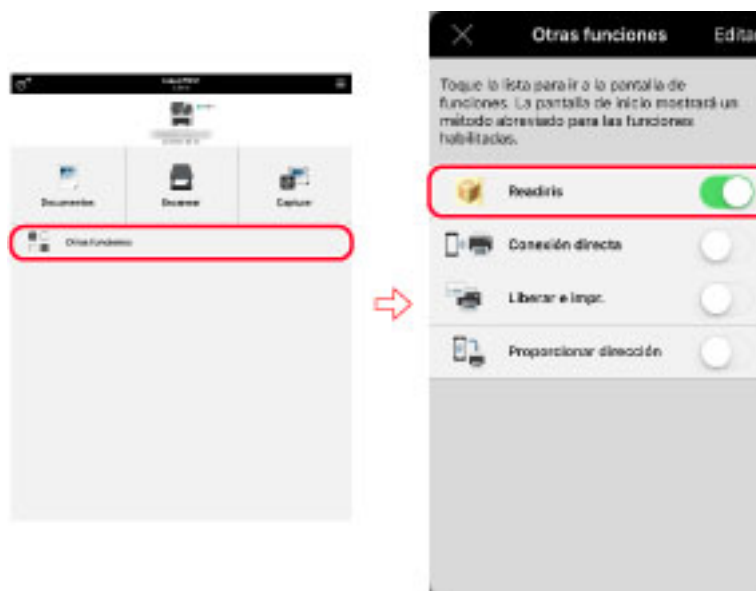 Documentos
Escanear
Capturar
Otras funciones
Otras funciones
Editar
Toque la lista para ir a la pantalla de
funciones. La pantalla de inicio mostrará un
método abreviado para las funciones
habilitadas.
Readiris
Conexión directa
Liberar e impr.
Proporcionar dirección